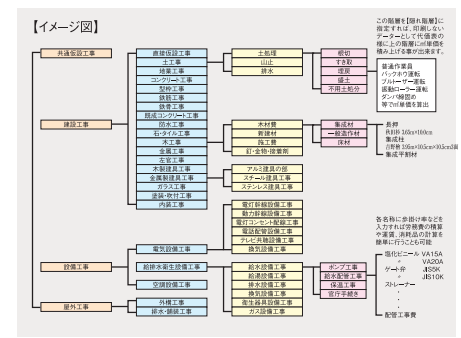 【イメージ図】
この階層を【隠れ階層】に
指定すれば、印刷しない
データーとして代価表の
様に上の階層に㎡単価を
積み上げる事が出来ます。
共通仮設工事
建設工事
設備工事
屋外工事
直接仮設工事
土工事
地業工事
コンクリート工事
型枠工事
鉄筋工事
鉄骨工事
既成コンクリート工事
防水工事
石・タイル工事
木工事
金属工事
左官工事
木製建具工事
金属製建具工事
ガラス工事
塗装・吹付工事
内装工事
電気設備工事
給排水衛生設備工事
空調設備工事
外構工事
排水・舗装工事
土処理
山止
排水
木材費
新建材
施工費
釘・金物・接着剤
アルミ建具の部
スチール建具工事
ステンレス建具工事
電灯幹線設備工事
動力幹線設備工事
電灯コンセント配線工事
電話配管設備工事
テレビ共聴設備工事
換気設備工事
給水設備工事
給湯設備工事
排水設備工事
換気設備工事
衛生器具設備工事
ガス設備工事
根切
すき取
埋戻
盛土
不用土処分
集成材
一般造作材
床材
ポンプ工事
給水配管工事
保温工事
官庁手続き
普通作業員
バックホウ運転
ブルドーザー運転
振動ローラー運転
ダンパ線固め
等で㎡単価を算出
長押
集成柱
集成平割材
各名称に歩掛け率などを
入力すれば労務費の積算
や運賃、消耗品の計算を
簡単に行うことも可能
塩化ビニール VA15A
〃 VA20A
ゲート弁 JIS5K
〃 JIS10K
ストレーナー
・
・
・
配管工事費